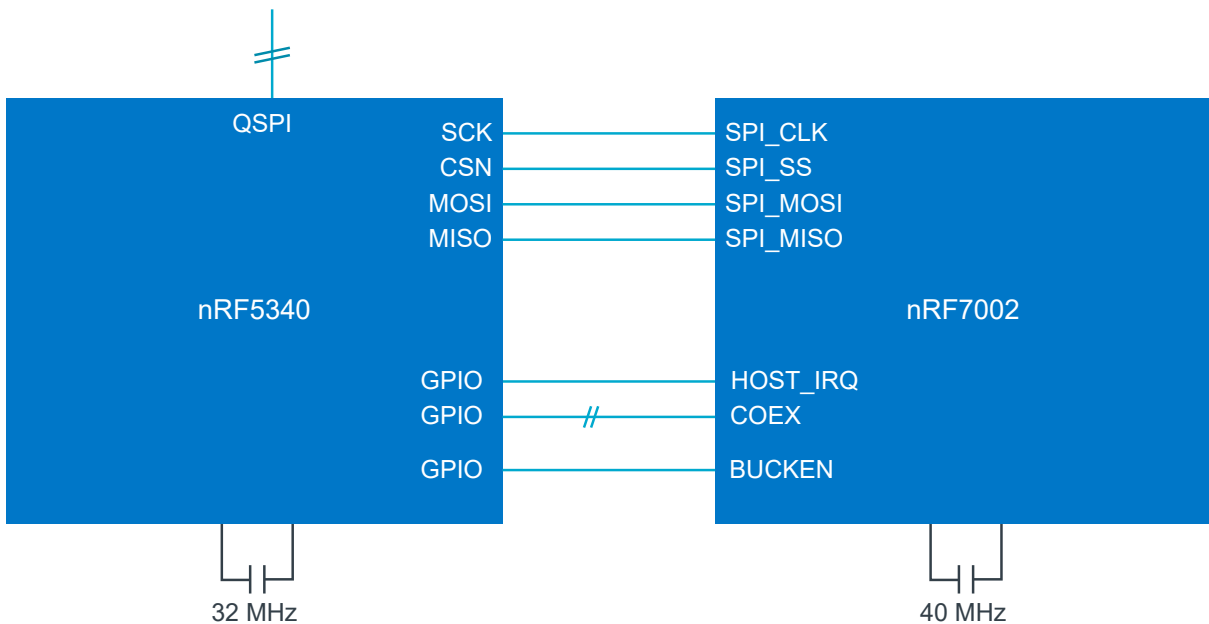 QSPI
SCK
CSN
MOSI
MISO
nRF5340
GPIO
GPIO
GPIO
32 MHz
SPI_CLK
SPI_SS
SPI_MOSI
SPI_MISO
nRF7002
HOST_IRQ
COEX
BUCKEN
40 MHz